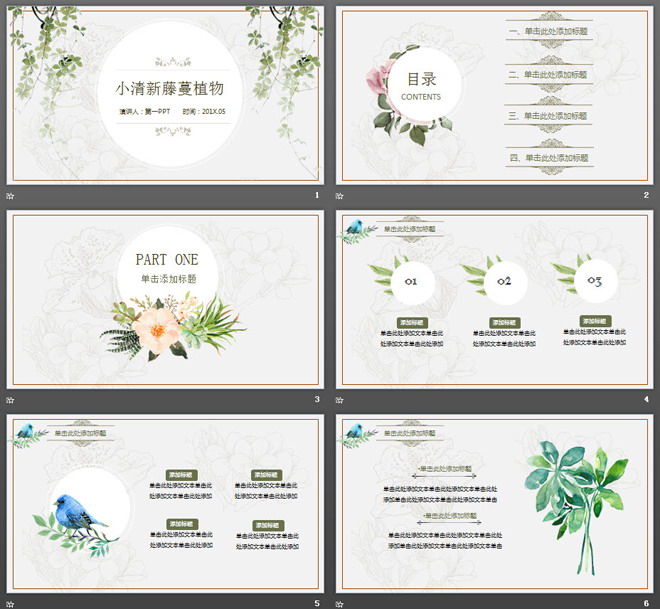 小清新藤蔓植物
演讲人：第一PPT 时间：201X.05
1
目录
CONTENTS
一、单击此处添加标题
二、单击此处添加标题
三、单击此处添加标题
四、单击此处添加标题
2
PART ONE
单击添加标题
3
单击此处添加标题
01
02
03
添加标题
单击此处添加文本单击此
处添加文本单击此处添加
添加标题
单击此处添加文本单击此
处添加文本单击此处添加
添加标题
单击此处添加文本单击此
处添加文本单击此处添加
4
单击此处添加标题
添加标题
单击此处添加文本单击此
处添加文本单击此处添加
添加标题
单击此处添加文本单击此
处添加文本单击此处添加
添加标题
单击此处添加文本单击此
处添加文本单击此处添加
添加标题
单击此处添加文本单击此
处添加文本单击此处添加
5
单击此处添加标题
·单击此处添加标题
单击此处添加文本单击此处添加文本
添加单击此处添加文本单击此处添加文本单击
·单击此处添加标题
单击此处添加文本单击此处添加文本
添加单击此处添加文本单击此处添加文本单击
6